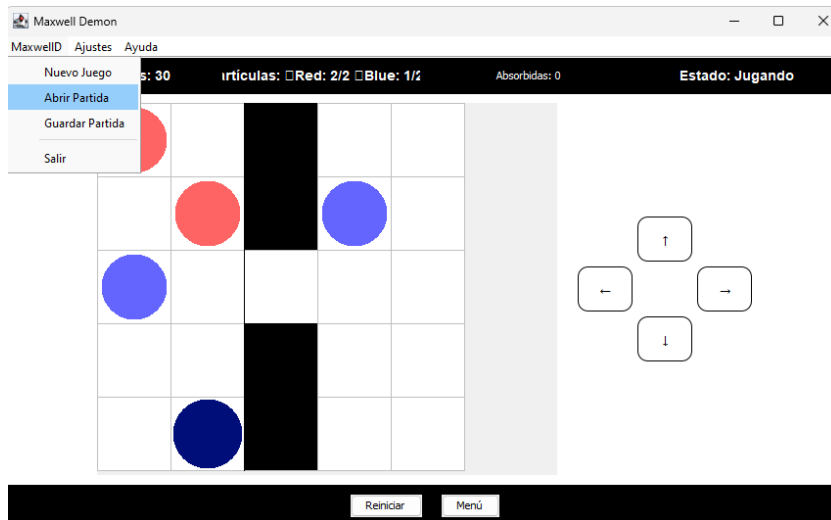 Maxwell Demon
MaxwellD Ajustes Ayuda
Nuevo Juego
Abrir Partida
Guardar Partida
Salir
s: 30 artículas: □Red: 2/2 □Blue: 1/2 Absorbidas: 0 Estado: Jugando
↑
← →
↓
Reiniciar Menú